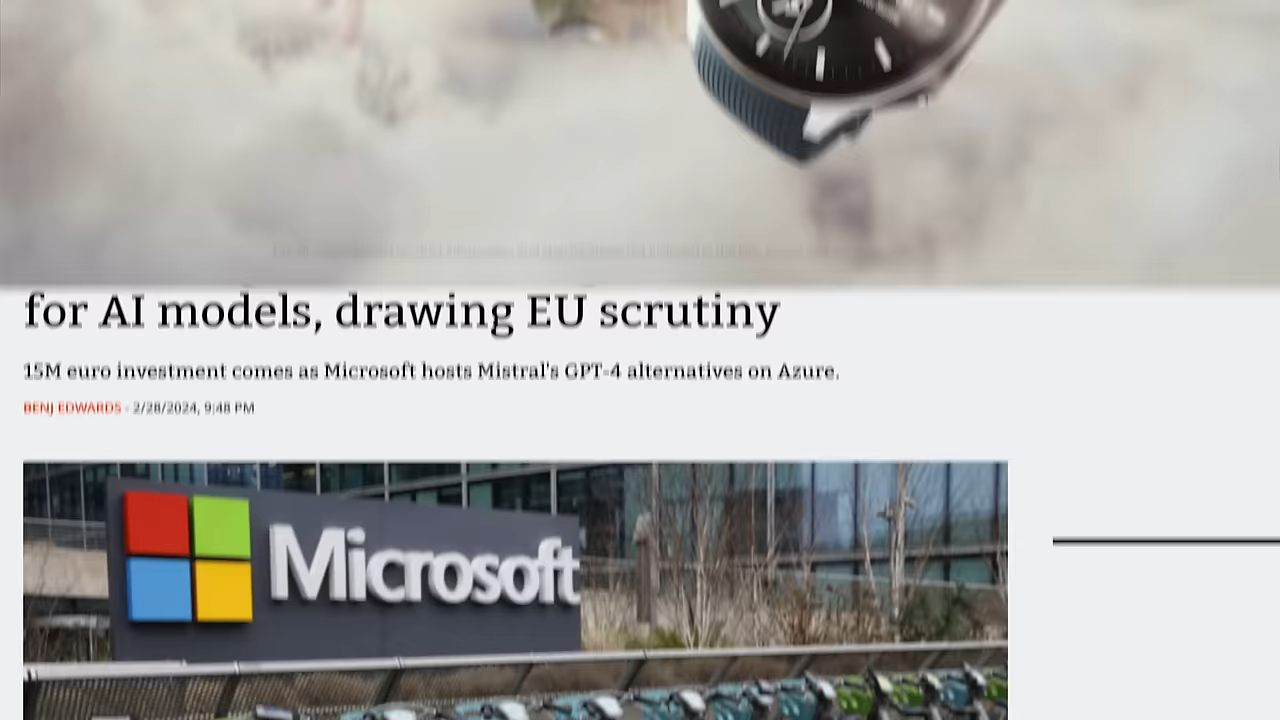 for AI models, drawing EU scrutiny
15M euro investment comes as Microsoft hosts Mistral's GPT-4 alternatives on Azure.
BENJ EDWARDS - 2/28/2024, 9:48 PM
Microsoft